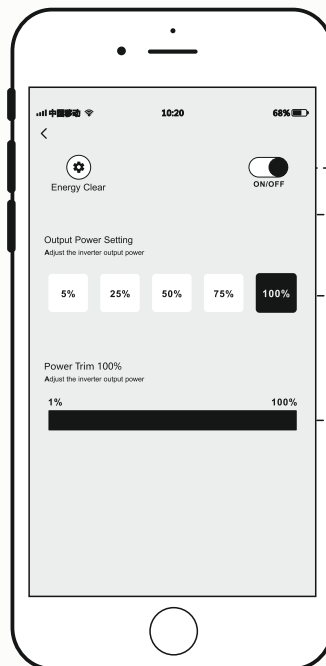 中国移动 10:20 68%
Energy Clear
ON/OFF
Output Power Setting
Adjust the inverter output power
5% 25% 50% 75% 100%
Power Trim 100%
Adjust the inverter output power
1% 100%